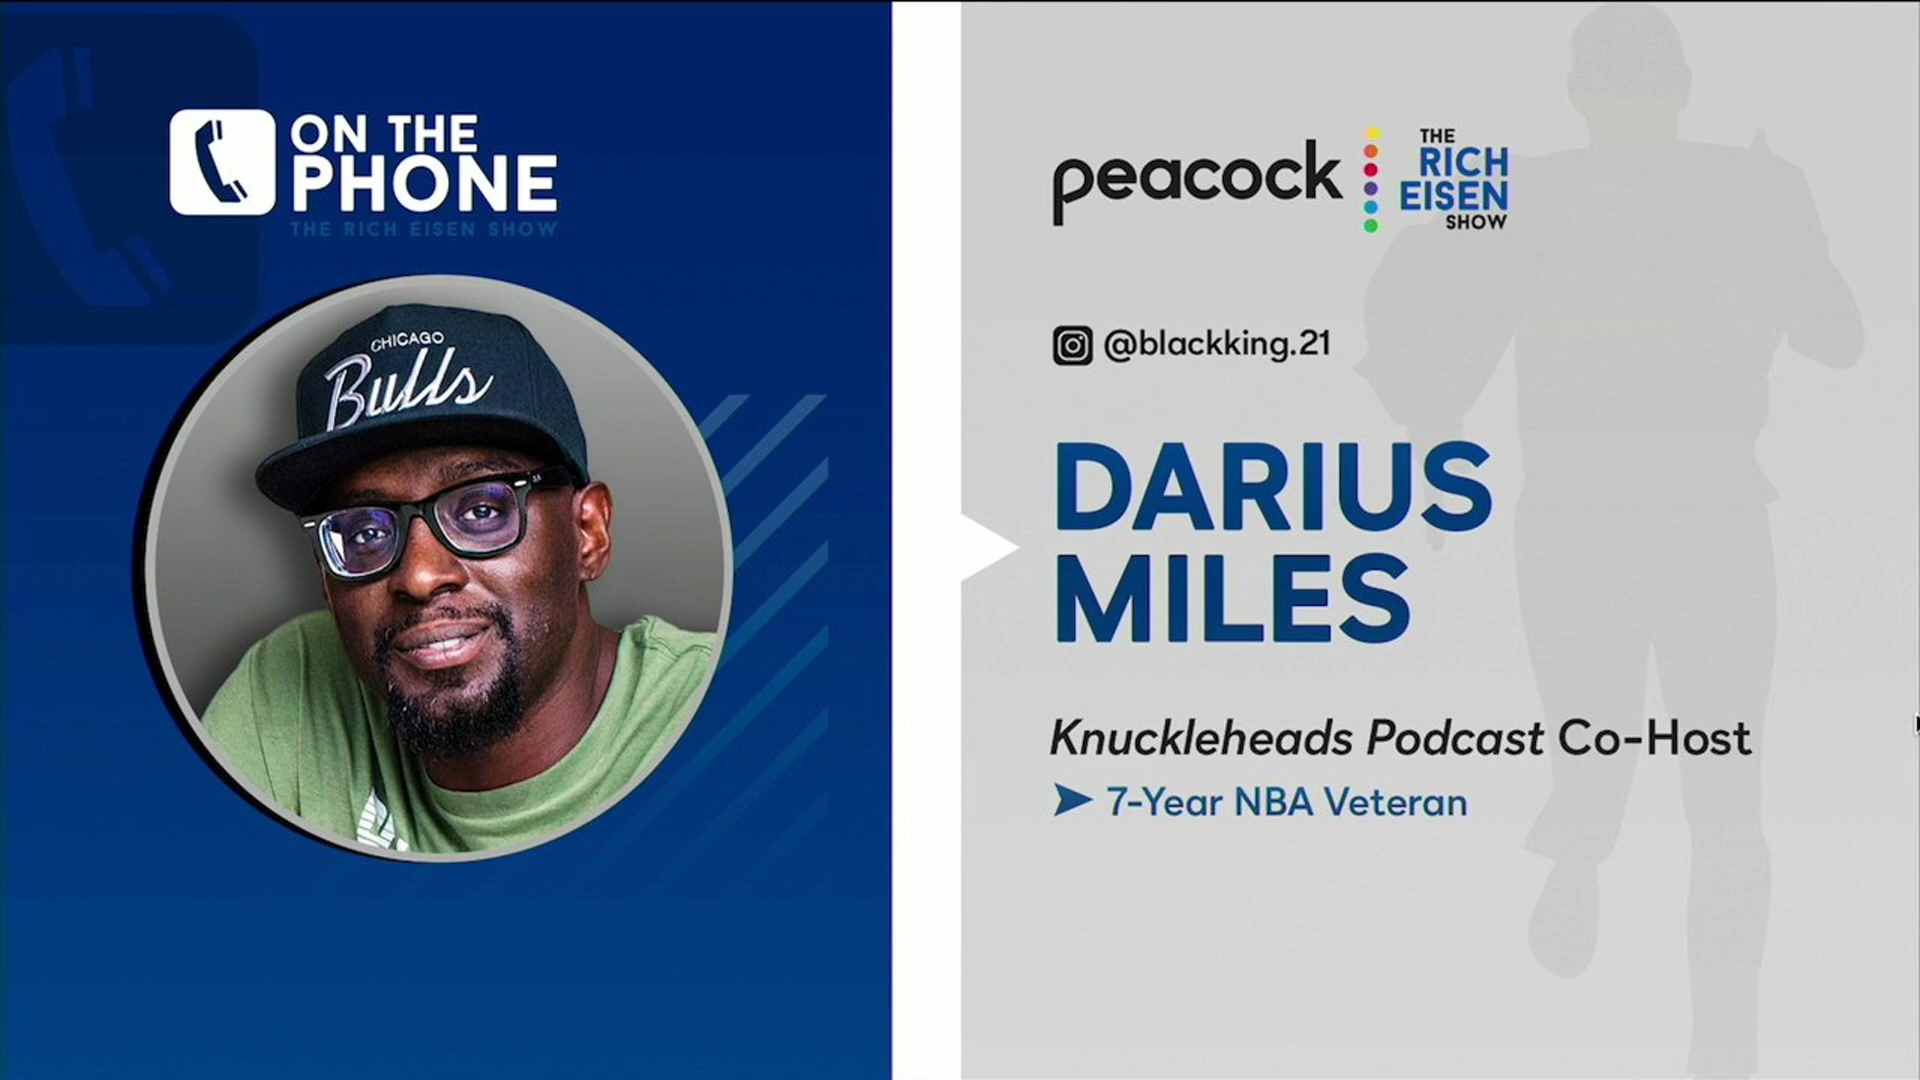 ON THE
PHONE
THE RICH EISEN SHOW
CHICAGO
Bulls
peacock
THE
RICH
EISEN
SHOW
@blackking.21
DARIUS
MILES
Knuckleheads Podcast Co-Host
7-Year NBA Veteran